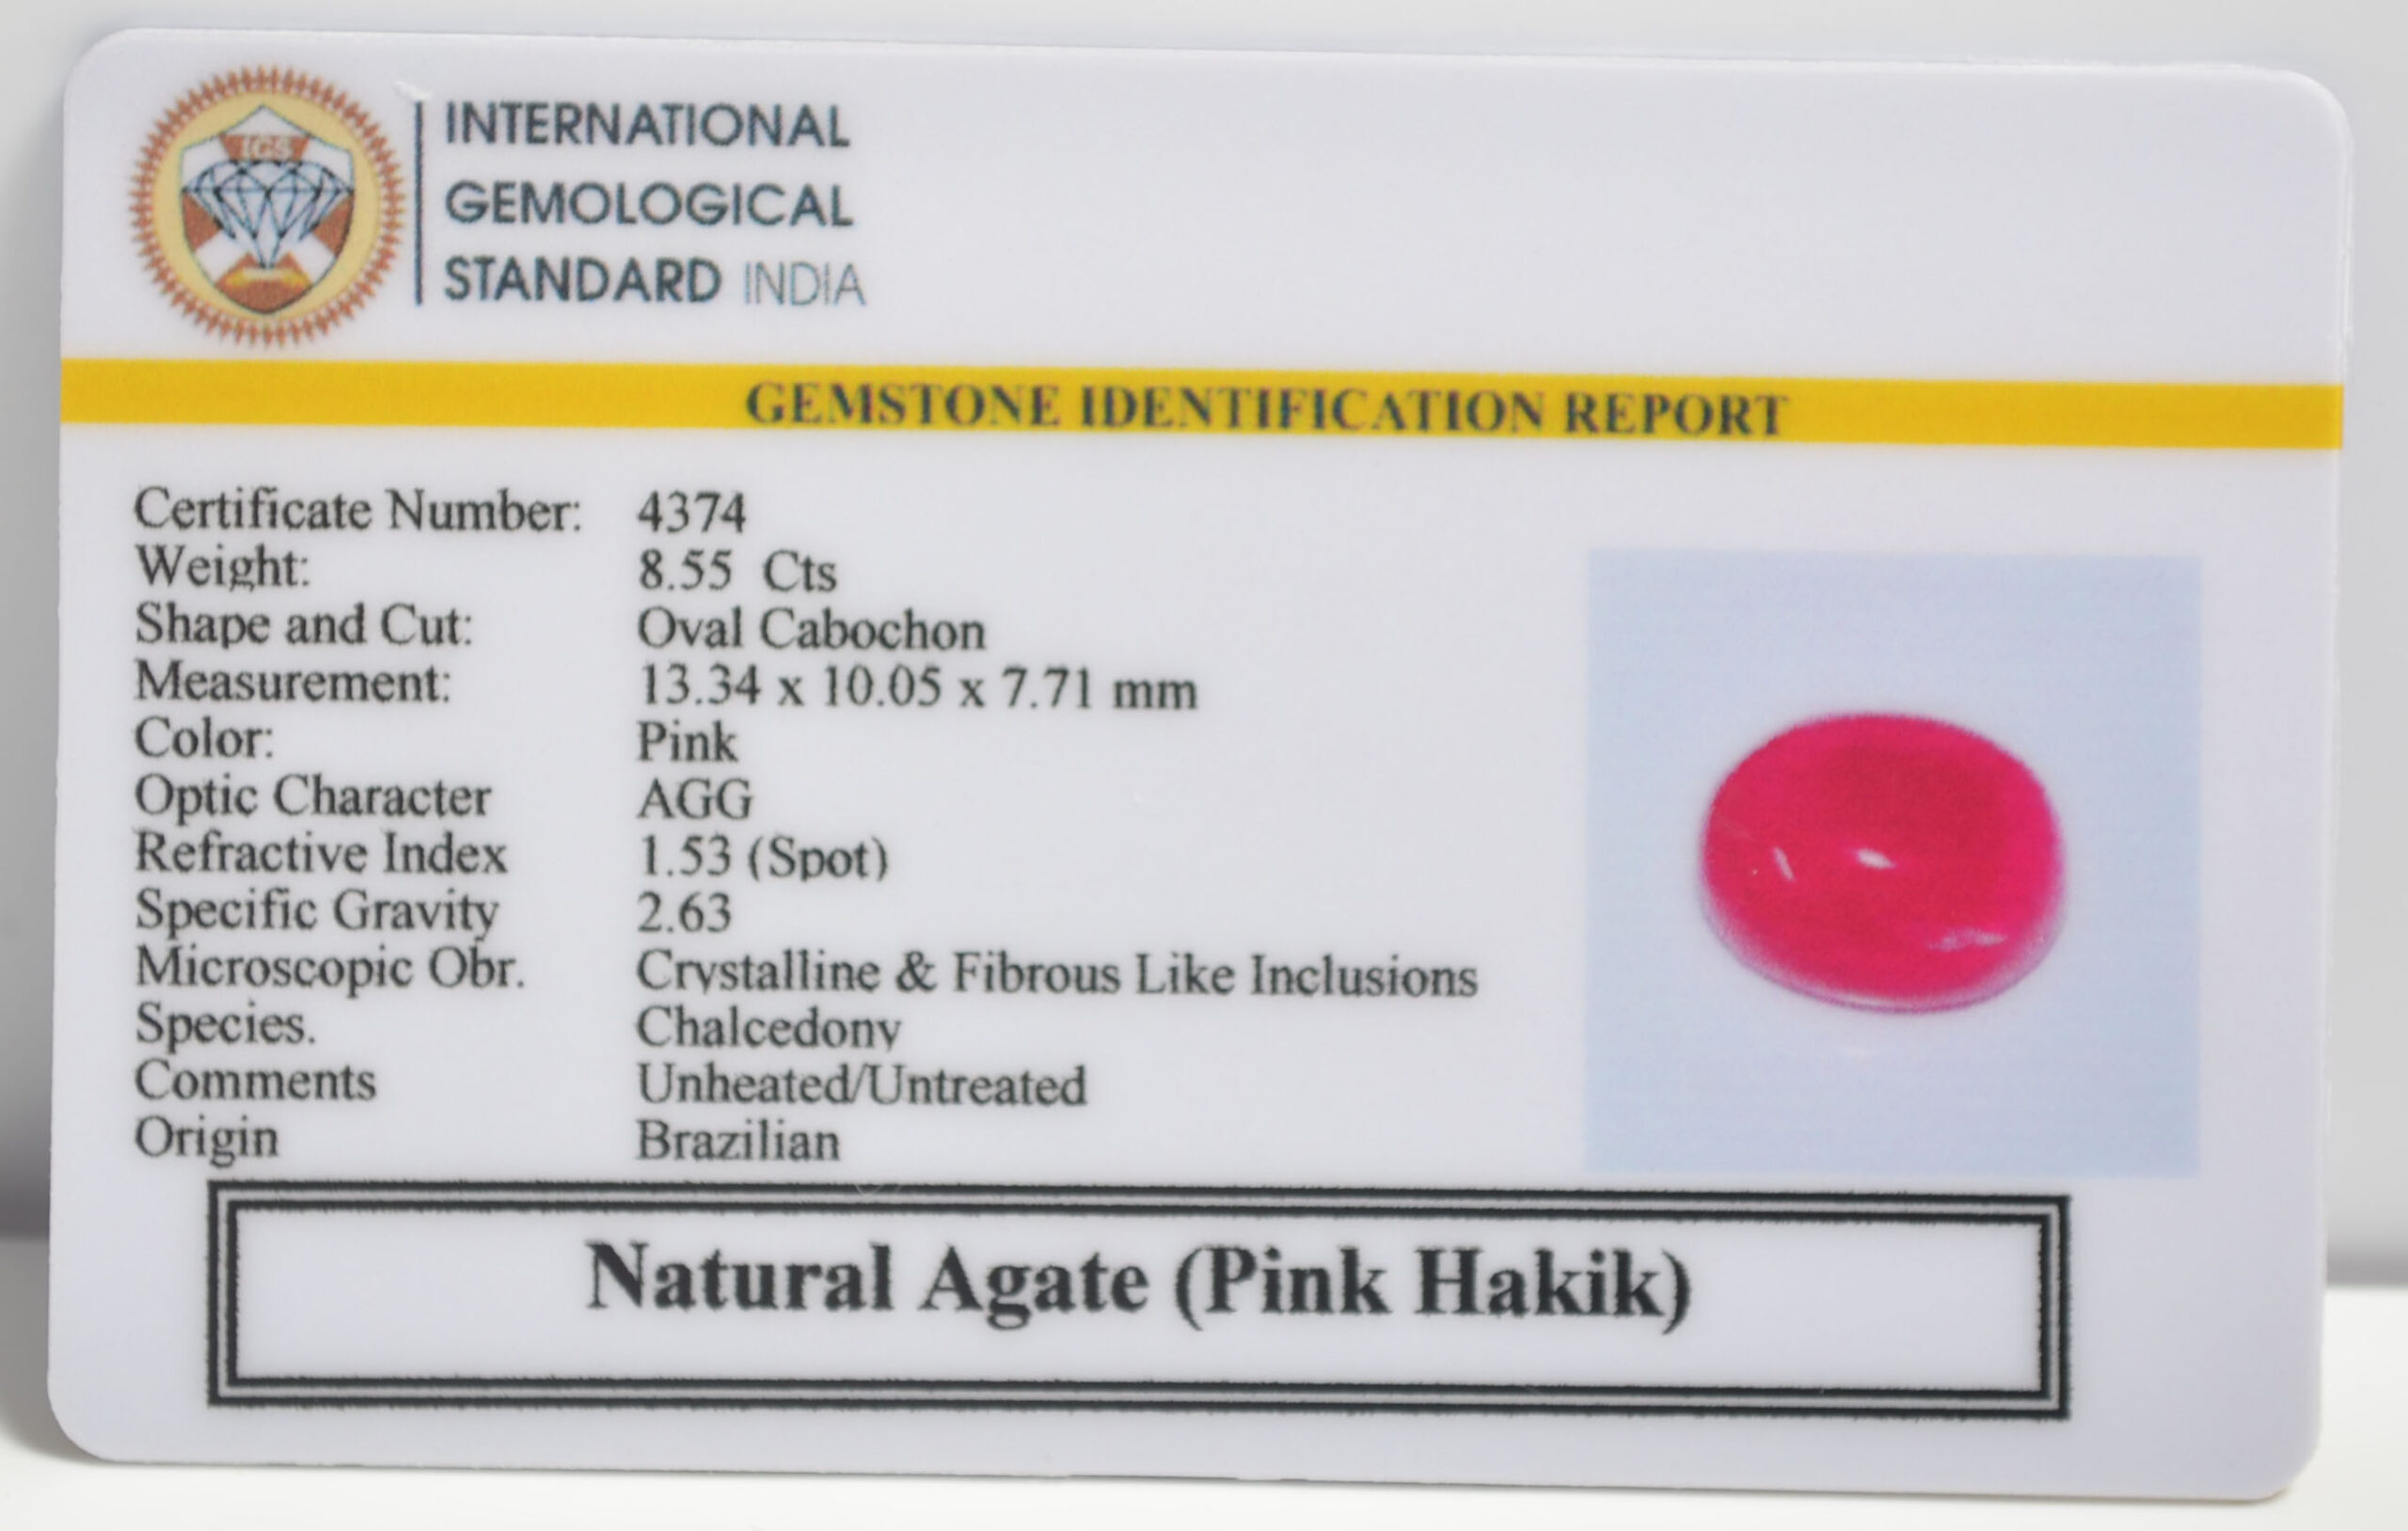 IGS
INTERNATIONAL
GEMOLOGICAL
STANDARD INDIA
GEMSTONE IDENTIFICATION REPORT
Certificate Number: 4374
Weight: 8.55 Cts
Shape and Cut: Oval Cabochon
Measurement: 13.34 x 10.05 x 7.71 mm
Color: Pink
Optic Character AGG
Refractive Index 1.53 (Spot)
Specific Gravity 2.63
Microscopic Obr. Crystalline & Fibrous Like Inclusions
Species. Chalcedony
Comments Unheated/Untreated
Origin Brazilian
Natural Agate (Pink Hakik)